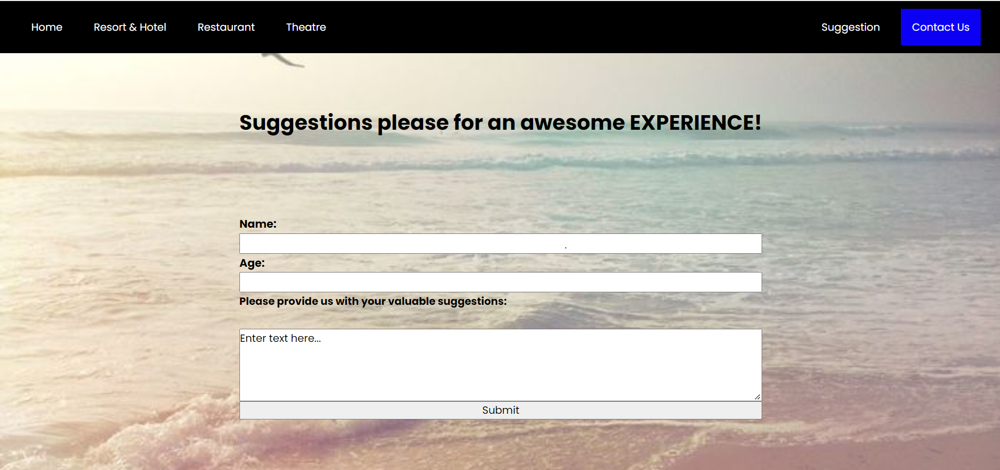 Home Resort & Hotel Restaurant Theatre Suggestion Contact Us
Suggestions please for an awesome EXPERIENCE!
Name:
Age:
Please provide us with your valuable suggestions:
Enter text here...
Submit